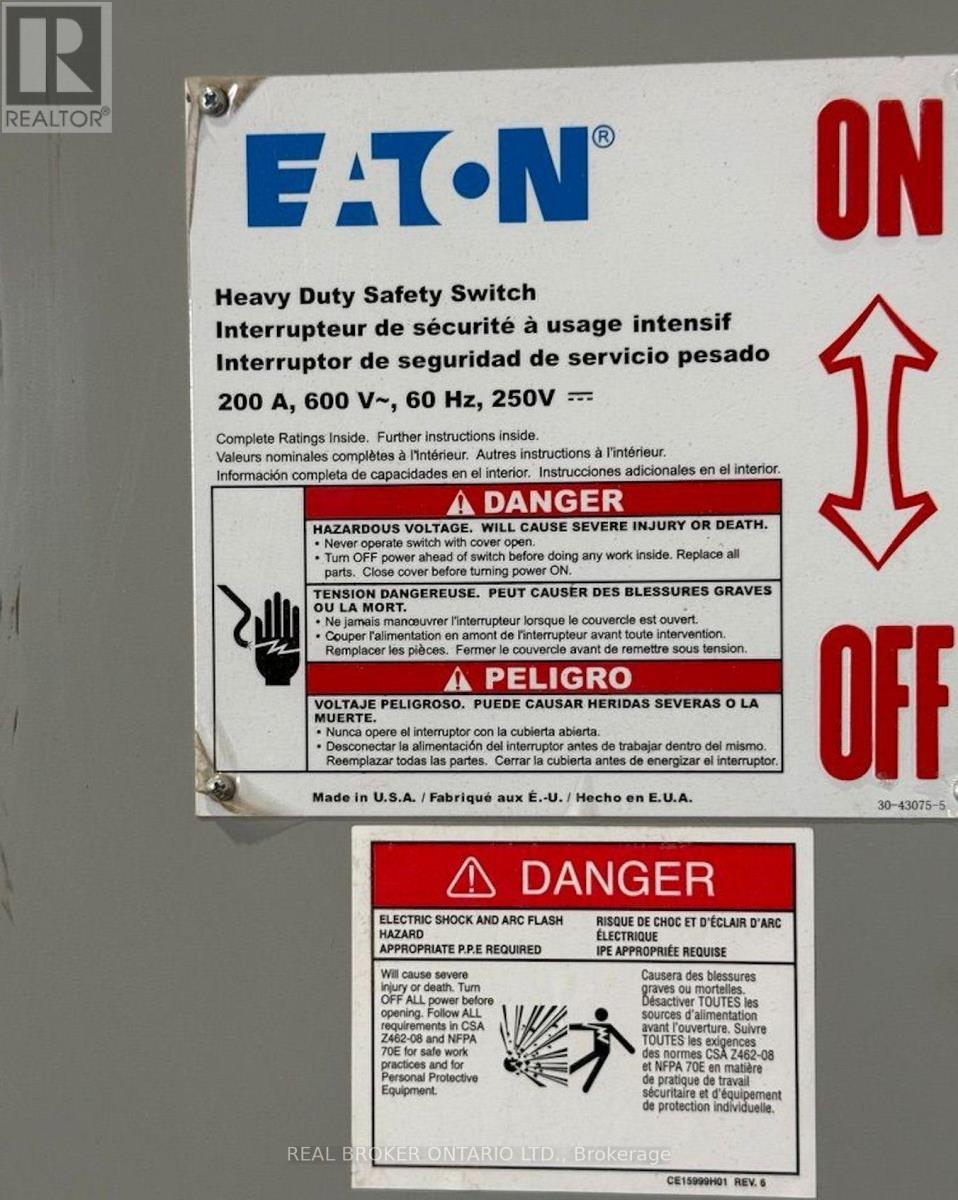 REALTOR®
EATON®
ON
Heavy Duty Safety Switch
Interrupteur de sécurité à usage intensif
Interruptor de seguridad de servicio pesado
200 A, 600 V~, 60 Hz, 250V ⎓
Complete Ratings Inside. Further instructions inside.
Valeurs nominales complètes à l'intérieur. Autres instructions à l'intérieur.
Información completa de capacidades en el interior. Instrucciones adicionales en el interior.
⚠ DANGER
HAZARDOUS VOLTAGE. WILL CAUSE SEVERE INJURY OR DEATH.
• Never operate switch with cover open.
• Turn OFF power ahead of switch before doing any work inside. Replace all
parts. Close cover before turning power ON.
TENSION DANGEREUSE. PEUT CAUSER DES BLESSURES GRAVES
OU LA MORT.
• Ne jamais manœuvrer l'interrupteur lorsque le couvercle est ouvert.
• Couper l'alimentation en amont de l'interrupteur avant toute intervention.
Remplacer les pièces. Fermer le couvercle avant de remettre sous tension.
⚠ PELIGRO
VOLTAJE PELIGROSO. PUEDE CAUSAR HERIDAS SEVERAS O LA
MUERTE.
• Nunca opere el interruptor con la cubierta abierta.
• Desconectar la alimentación del interruptor antes de trabajar dentro del mismo.
Reemplazar todas las partes. Cerrar la cubierta antes de energizar el interruptor.
OFF
Made in U.S.A. / Fabriqué aux É.-U. / Hecho en E.U.A.
30-43075-5
⚠ DANGER
ELECTRIC SHOCK AND ARC FLASH
HAZARD
APPROPRIATE P.P.E REQUIRED
RISQUE DE CHOC ET D'ÉCLAIR D'ARC
ÉLECTRIQUE
IPE APPROPRIÉE REQUISE
Will cause severe
injury or death. Turn
OFF ALL power before
opening. Follow ALL
requirements in CSA
Z462-08 and NFPA
70E for safe work
practices and for
Personal Protective
Equipment.
Causera des blessures
graves ou mortelles.
Désactiver TOUTES les
sources d'alimentation
avant l'ouverture. Suivre
TOUTES les exigences
des normes CSA Z462-08
et NFPA 70E en matière
de pratique de travail
sécuritaire et d'équipement
de protection individuelle.
REAL BROKER ONTARIO LTD., Brokerage
CE15999H01 REV. 6